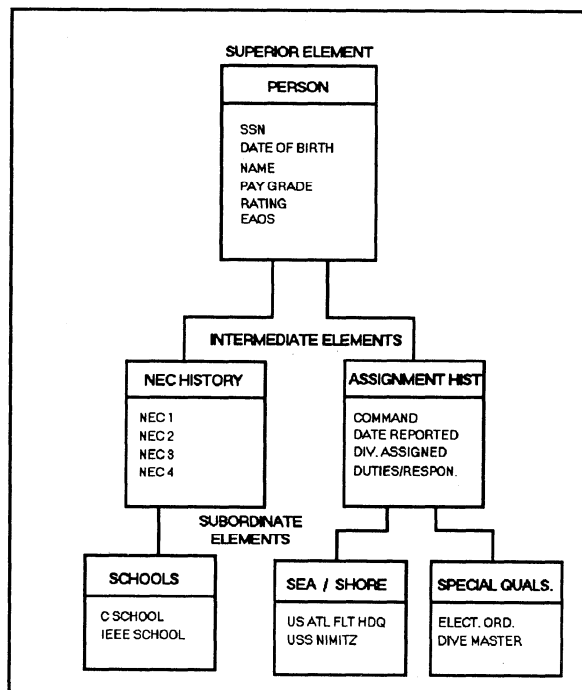 SUPERIOR ELEMENT
PERSON
SSN
DATE OF BIRTH
NAME
PAY GRADE
RATING
EAOS
INTERMEDIATE ELEMENTS
NEC HISTORY
NEC 1
NEC 2
NEC 3
NEC 4
ASSIGNMENT HIST
COMMAND
DATE REPORTED
DIV. ASSIGNED
DUTIES/RESPON.
SUBORDINATE
ELEMENTS
SCHOOLS
C SCHOOL
IEEE SCHOOL
SEA / SHORE
US ATL FLT HDQ
USS NIMITZ
SPECIAL QUALS.
ELECT. ORD.
DIVE MASTER